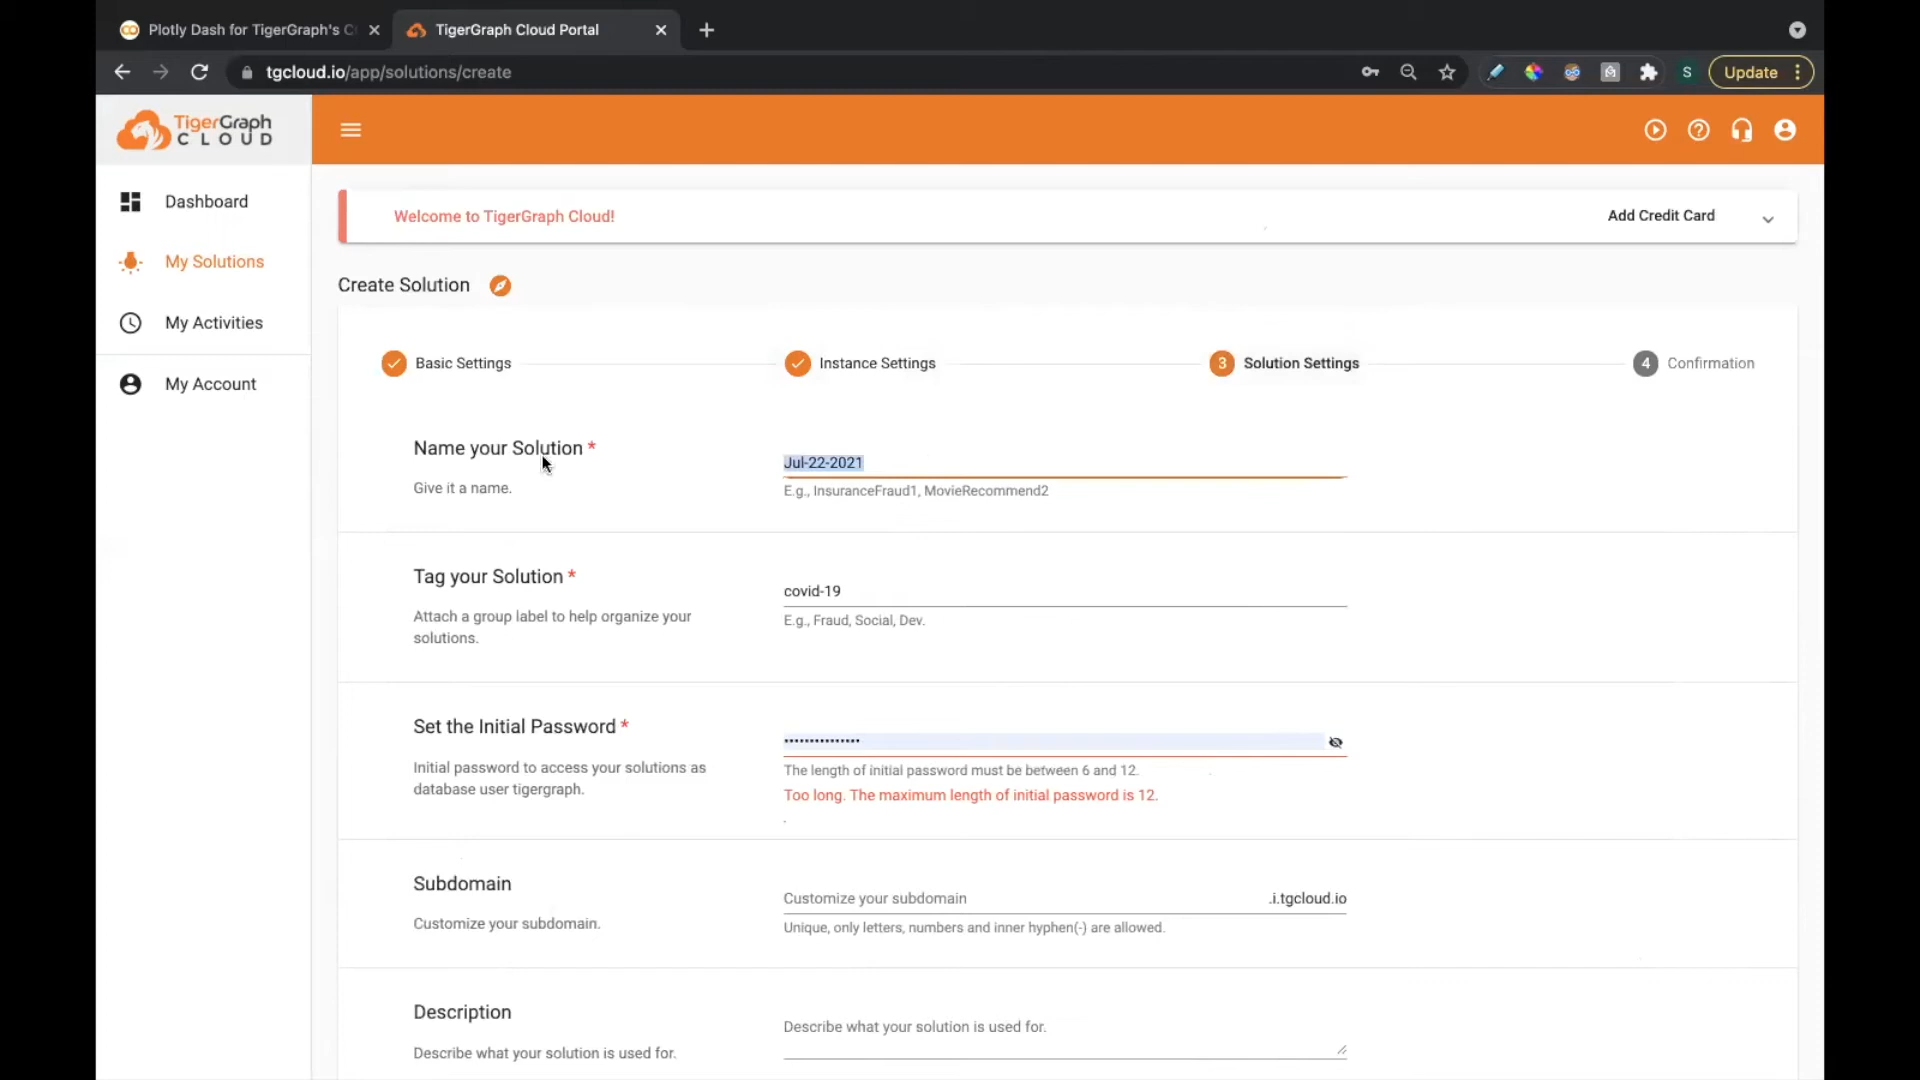 Plotly Dash for TigerGraph's C
TigerGraph Cloud Portal
tgcloud.io/app/solutions/create
S
Update
TigerGraph
CLOUD
Dashboard
My Solutions
My Activities
My Account
Welcome to TigerGraph Cloud!
Add Credit Card
Create Solution
Basic Settings
Instance Settings
3 Solution Settings
4 Confirmation
Name your Solution *
Give it a name.
Jul-22-2021
E.g., InsuranceFraud1, MovieRecommend2
Tag your Solution *
Attach a group label to help organize your
solutions.
covid-19
E.g., Fraud, Social, Dev.
Set the Initial Password *
Initial password to access your solutions as
database user tigergraph.
•••••••••••••••
The length of initial password must be between 6 and 12.
Too long. The maximum length of initial password is 12.
.
Subdomain
Customize your subdomain.
Customize your subdomain
.i.tgcloud.io
Unique, only letters, numbers and inner hyphen(-) are allowed.
Description
Describe what your solution is used for.
Describe what your solution is used for.